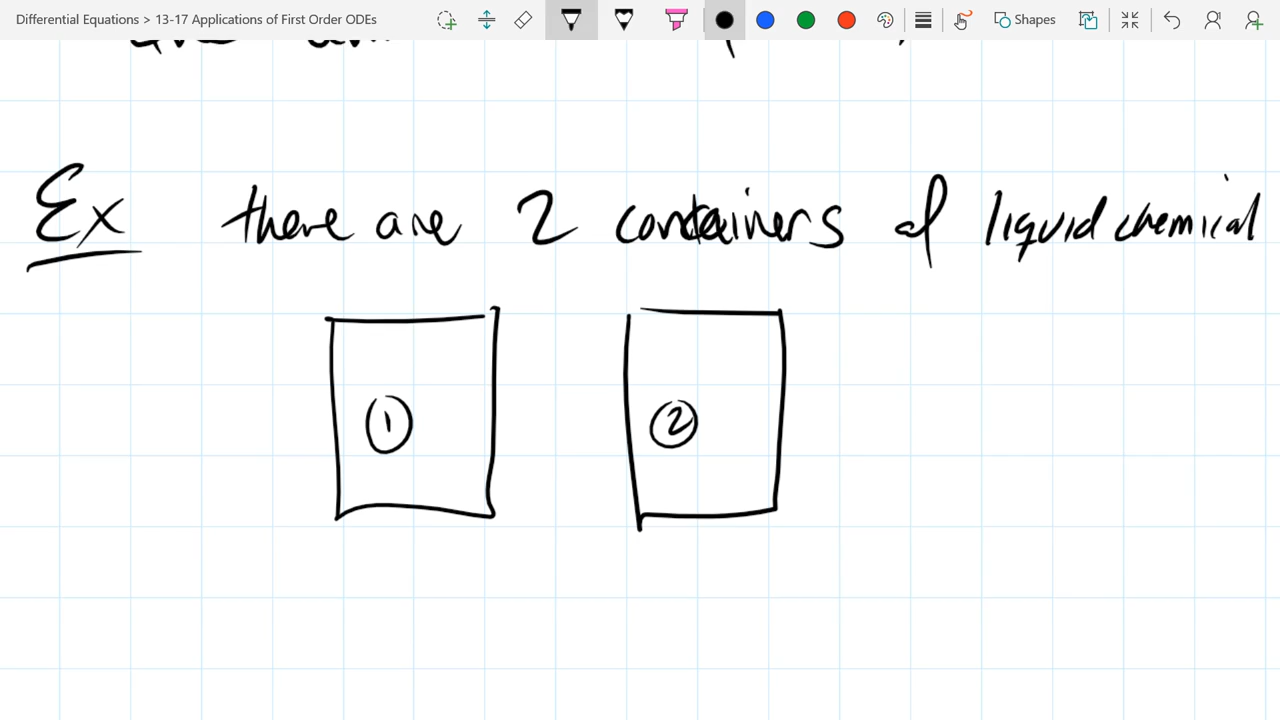 Differential Equations > 13-17 Applications of First Order ODEs
Shapes
Ex there are 2 containers of liquid chemical
① ②